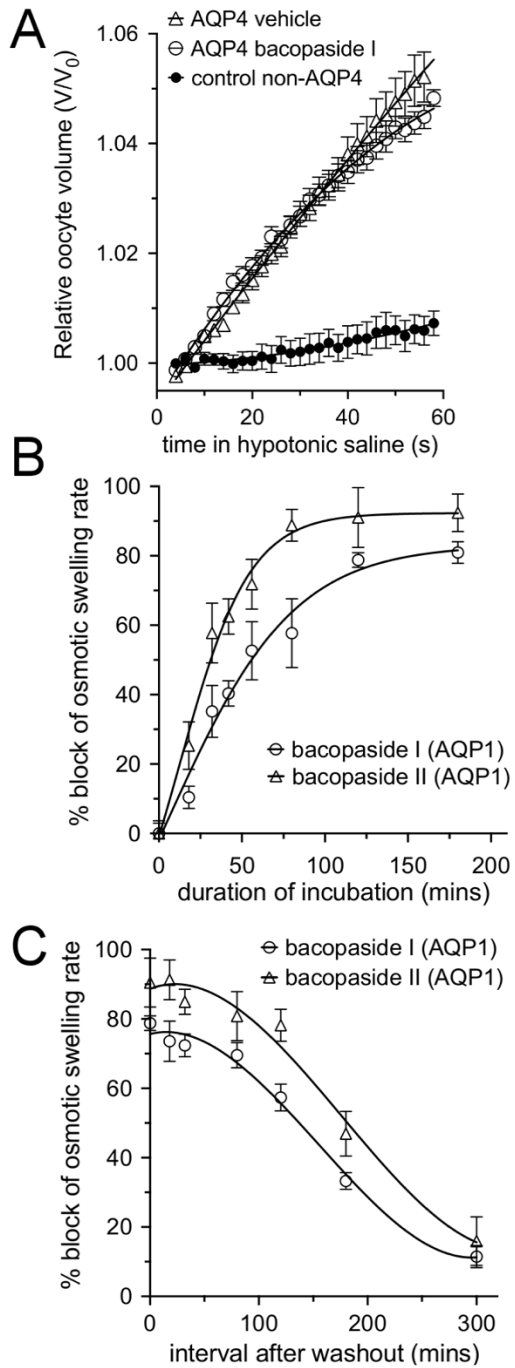 A
AQP4 vehicle
AQP4 bacopaside I
control non-AQP4
Relative oocyte volume (V/V0)
1.06
1.04
1.02
1.00
0 20 40 60
time in hypotonic saline (s)
B
% block of osmotic swelling rate
100
80
60
40
20
0
bacopaside I (AQP1)
bacopaside II (AQP1)
0 50 100 150 200
duration of incubation (mins)
C
bacopaside I (AQP1)
bacopaside II (AQP1)
% block of osmotic swelling rate
100
80
60
40
20
0
0 100 200 300
interval after washout (mins)